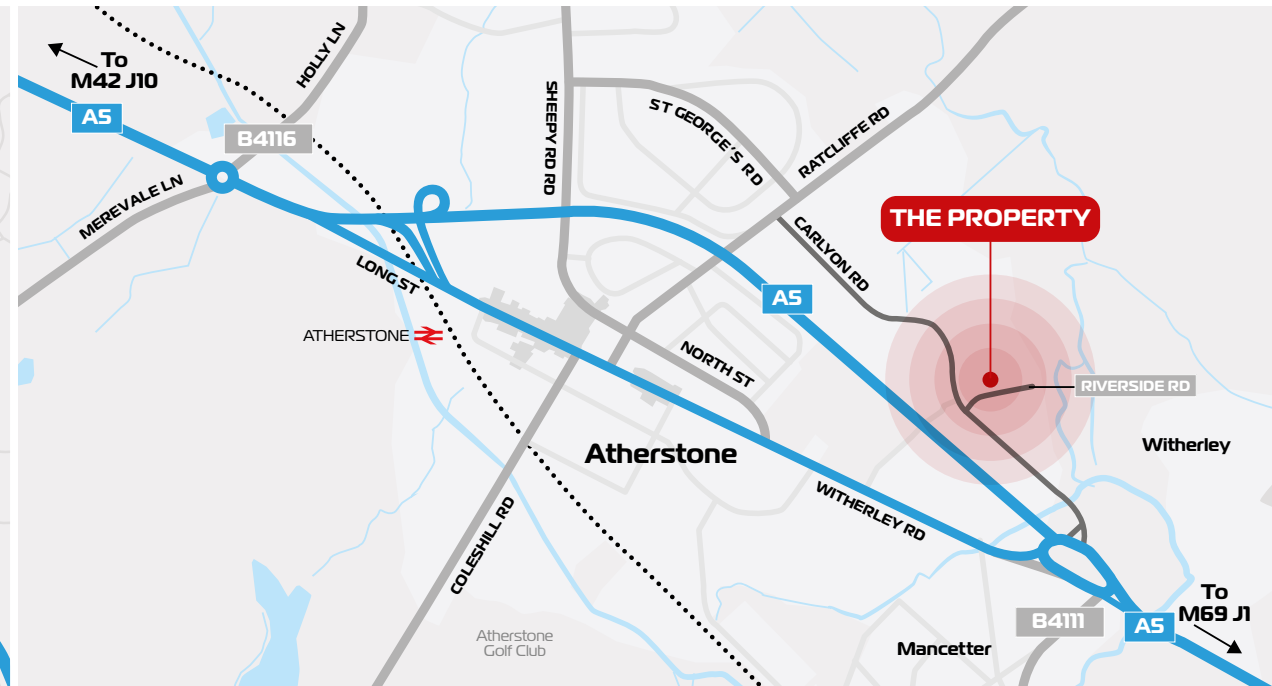 To
M42 J10
A5
HOLLY LN
B4116
MEREVALE LN
SHEEPY RD RD
ST GEORGE'S RD
RATCLIFFE RD
THE PROPERTY
CARLYON RD
LONG ST
A5
ATHERSTONE
NORTH ST
RIVERSIDE RD
Atherstone
Witherley
WITHERLEY RD
COLESHILL RD
To
M69 J1
B4111
A5
Atherstone
Golf Club
Mancetter